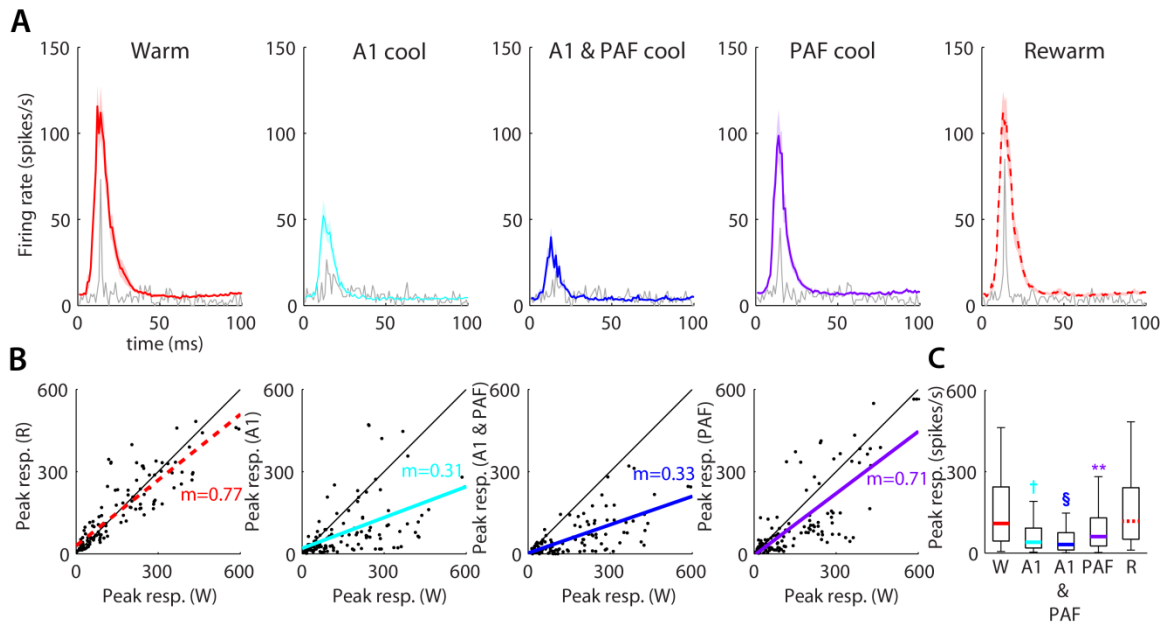 A
Warm
A1 cool
A1 & PAF cool
PAF cool
Rewarm
Firing rate (spikes/s)
150
100
50
0
0 50 100
time (ms)
150
100
50
0
0 50 100
150
100
50
0
0 50 100
150
100
50
0
0 50 100
150
100
50
0
0 50 100
B
Peak resp. (R)
600
300
0
m=0.77
0 300 600
Peak resp. (W)
Peak resp. (A1)
600
300
0
m=0.31
0 300 600
Peak resp. (W)
Peak resp. (A1 & PAF)
600
300
0
m=0.33
0 300 600
Peak resp. (W)
Peak resp. (PAF)
600
300
0
m=0.71
0 300 600
Peak resp. (W)
C
Peak resp. (spikes/s)
600
300
0
†
§
**
W A1 A1 PAF R
&
PAF